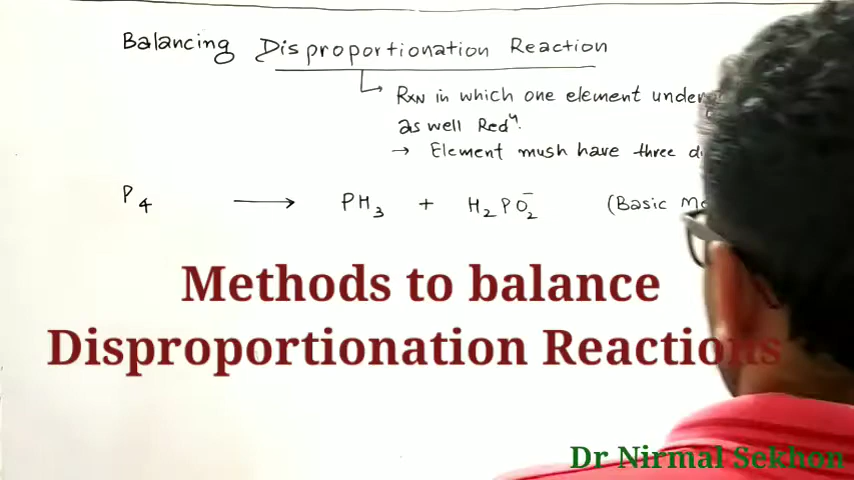 Balancing Disproportionation Reaction
Rxn in which one element under
as well Redⁿ.
→ Element mush have three d
P₄ ⟶ PH₃ + H₂PO₂⁻ (Basic Me
Methods to balance
Disproportionation Reactions
Dr Nirmal Sekhon